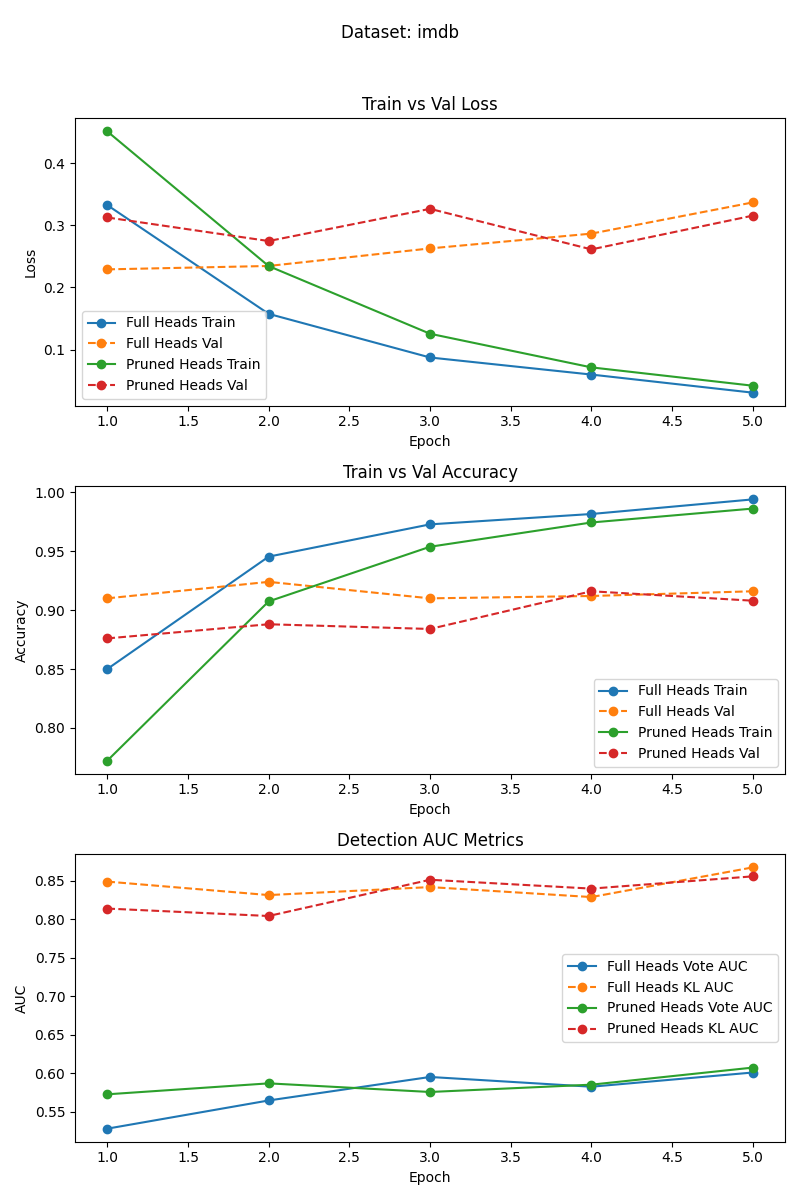 Dataset: imdb
Train vs Val Loss
0.4
0.3
0.2
0.1
Loss
Full Heads Train
Full Heads Val
Pruned Heads Train
Pruned Heads Val
1.0 1.5 2.0 2.5 3.0 3.5 4.0 4.5 5.0
Epoch
Train vs Val Accuracy
1.00
0.95
0.90
0.85
0.80
Accuracy
Full Heads Train
Full Heads Val
Pruned Heads Train
Pruned Heads Val
1.0 1.5 2.0 2.5 3.0 3.5 4.0 4.5 5.0
Epoch
Detection AUC Metrics
0.85
0.80
0.75
0.70
0.65
0.60
0.55
AUC
Full Heads Vote AUC
Full Heads KL AUC
Pruned Heads Vote AUC
Pruned Heads KL AUC
1.0 1.5 2.0 2.5 3.0 3.5 4.0 4.5 5.0
Epoch